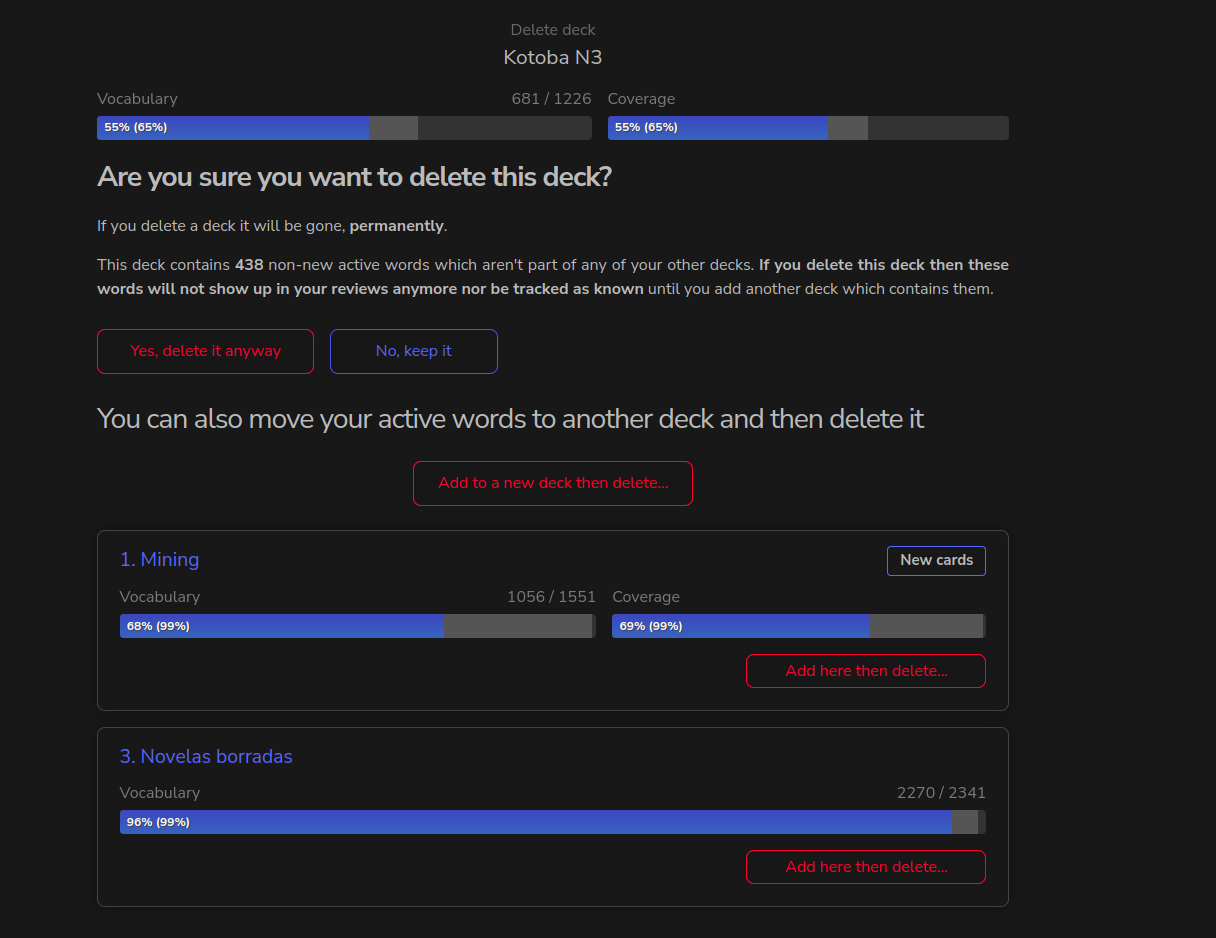 Delete deck
Kotoba N3
Vocabulary 681 / 1226 Coverage
55% (65%) 55% (65%)
Are you sure you want to delete this deck?
If you delete a deck it will be gone, permanently.
This deck contains 438 non-new active words which aren't part of any of your other decks. If you delete this deck then these
words will not show up in your reviews anymore nor be tracked as known until you add another deck which contains them.
Yes, delete it anyway No, keep it
You can also move your active words to another deck and then delete it
Add to a new deck then delete...
1. Mining New cards
Vocabulary 1056 / 1551 Coverage
68% (99%) 69% (99%)
Add here then delete...
3. Novelas borradas
Vocabulary 2270 / 2341
96% (99%)
Add here then delete...